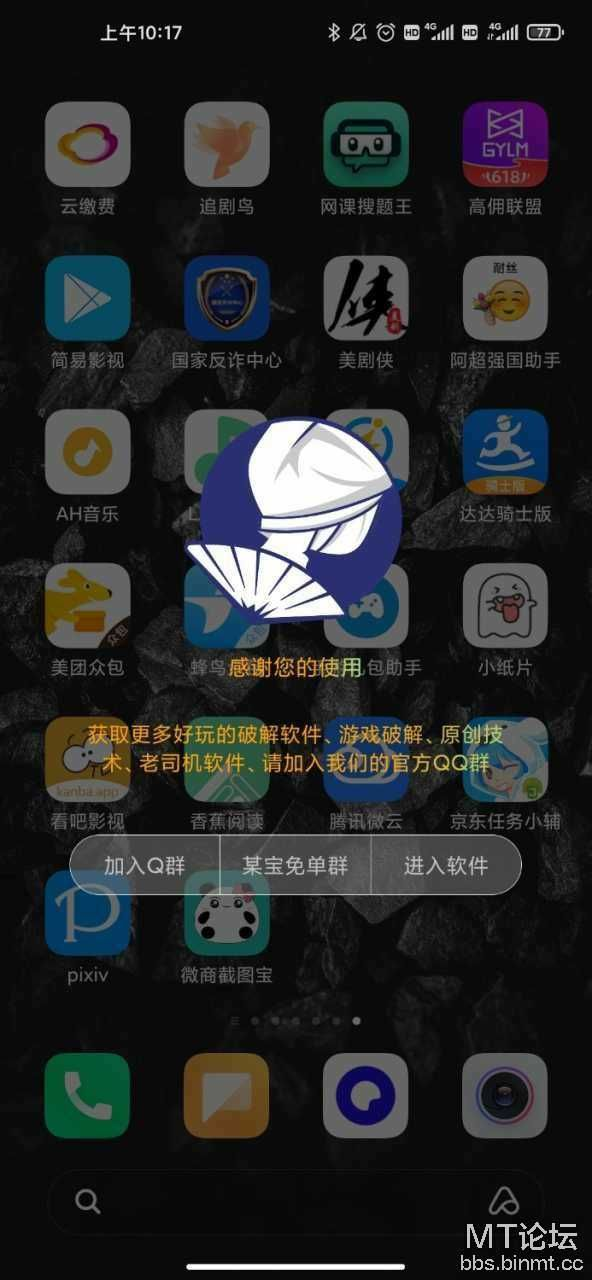 上午10:17
4G
HD
4G
HD
77
GYLM
618
云缴费
追剧鸟
网课搜题王
高佣联盟
耐丝
侠
简易影视
国家反诈中心
美剧侠
阿超强国助手
骑士版
AH音乐
达达骑士版
众包
众包
美团众包
蜂鸟
包助手
小纸片
感谢您的使用
获取更多好玩的破解软件、游戏破解、原创技
术、老司机软件、请加入我们的官方QQ群
kanba.app
看吧影视
香蕉阅读
腾讯微云
京东任务小辅
加入Q群
某宝免单群
进入软件
pixiv
微商截图宝
MT论坛
bbs.binmt.cc